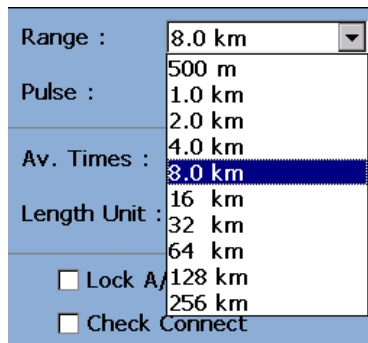 Range : 8.0 km
500 m
Pulse : 1.0 km
2.0 km
Av. Times : 4.0 km
8.0 km
Length Unit : 16 km
32 km
64 km
Lock A/ 128 km
256 km
Check Connect